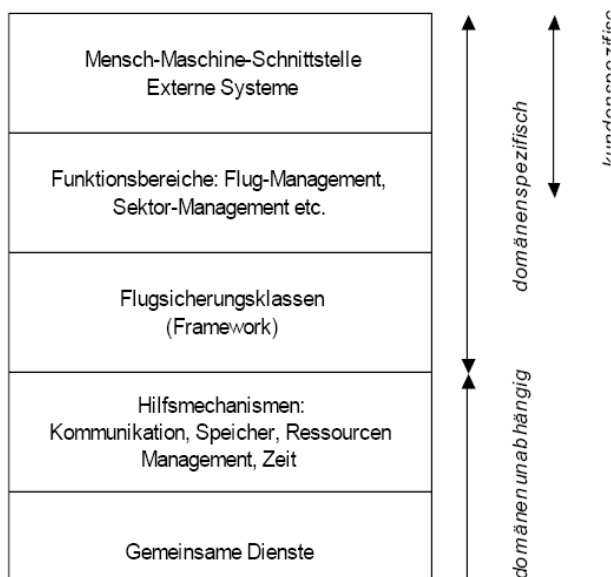 Mensch-Maschine-Schnittstelle
Externe Systeme
Funktionsbereiche: Flug-Management,
Sektor-Management etc.
Flugsicherungsklassen
(Framework)
Hilfsmechanismen:
Kommunikation, Speicher, Ressourcen
Management, Zeit
Gemeinsame Dienste
domänenspezifisch
domänenunabhängig